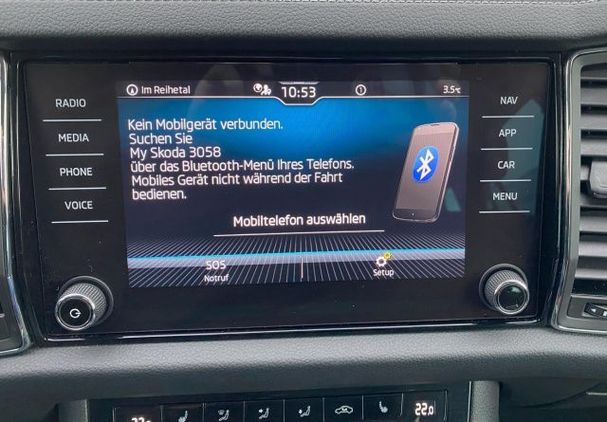 Im Reihetal 10:53 1 3.5°C
RADIO
MEDIA
PHONE
VOICE
Kein Mobilgerät verbunden.
Suchen Sie
My Skoda 3058
über das Bluetooth-Menü Ihres Telefons.
Mobiles Gerät nicht während der Fahrt
bedienen.
Mobiltelefon auswählen
SOS
Notruf
Setup
NAV
APP
CAR
MENU
22.0